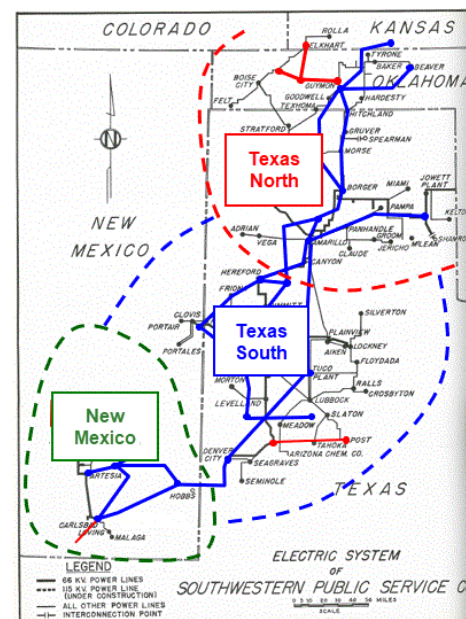 COLORADO
KANSAS
ROLLA
ELKHART
TYRONE
BAKER
BEAVER
BOISE CITY
GUYMON
OKLAHOMA
FELT
GOODWELL
TEXHOMA
HARDESTY
HITCHLAND
STRATFORD
GRUVER
SPEARMAN
MORSE
Texas North
N
NEW MEXICO
BORGER
MIAMI
JOWETT PLANT
PAMPA
ADRIAN
VEGA
AMARILLO
PANHANDLE
GROOM
JERICHO
CLAUDE
McLEAN
CANYON
HEREFORD
FRIONA
CLOVIS
PORTAIR
PORTALES
Texas South
SILVERTON
PLAINVIEW
AIKEN
LOCKNEY
FLOYDADA
TUCO PLANT
RALLS
CROSBYTON
MORTON
LEVELLAND
LUBBOCK
SLATON
MEADOW
TAHOKA
POST
ARIZONA CHEM. CO.
DENVER CITY
SEAGRAVES
SEMINOLE
New Mexico
ARTESIA
HOBBS
CARLSBAD
LOVING
MALAGA
TEXAS
LEGEND
66 KV. POWER LINES
115 KV. POWER LINE
(UNDER CONSTRUCTION)
ALL OTHER POWER LINES
INTERCONNECTION POINT
ELECTRIC SYSTEM
OF
SOUTHWESTERN PUBLIC SERVICE C
SCALE
MILES